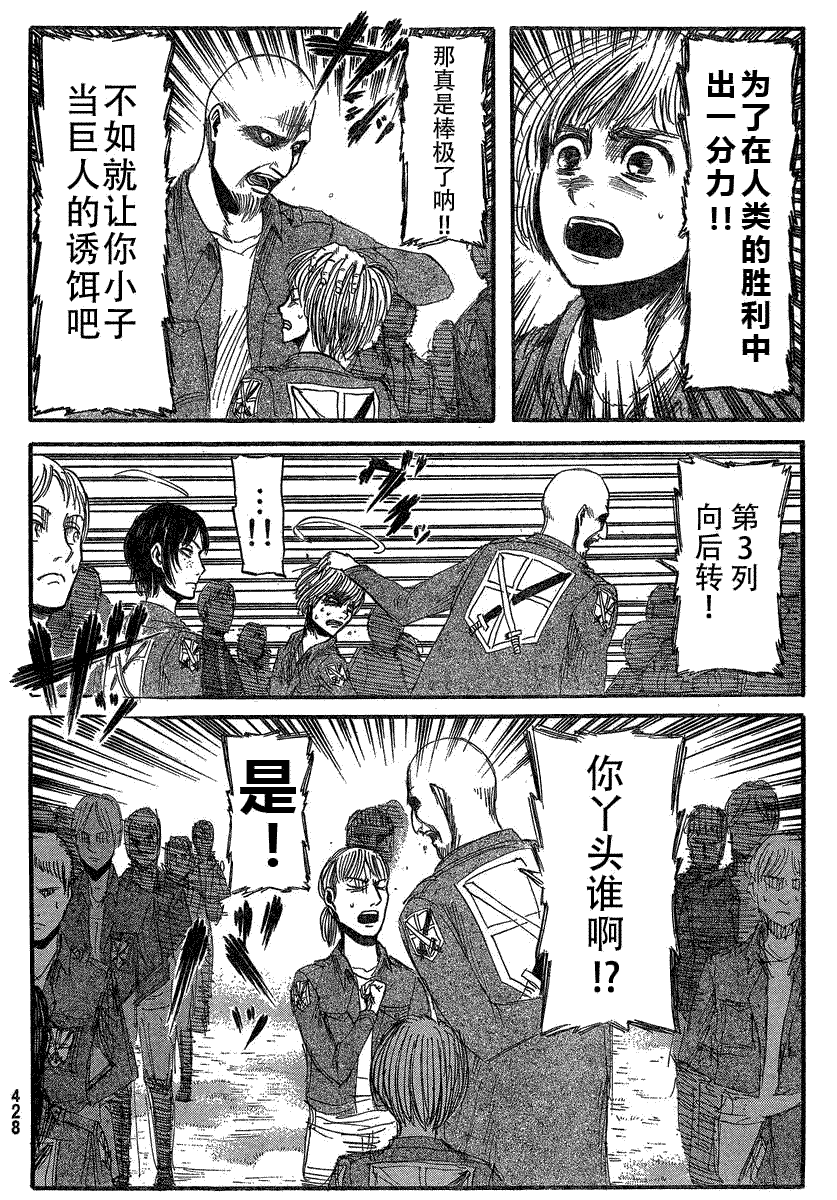 为了在人类的胜利中
出一分力!!
那真是棒极了呐!!
不如就让你小子
当巨人的诱饵吧
第3列
向后转!
…!!
你丫头谁啊!?
是!
428